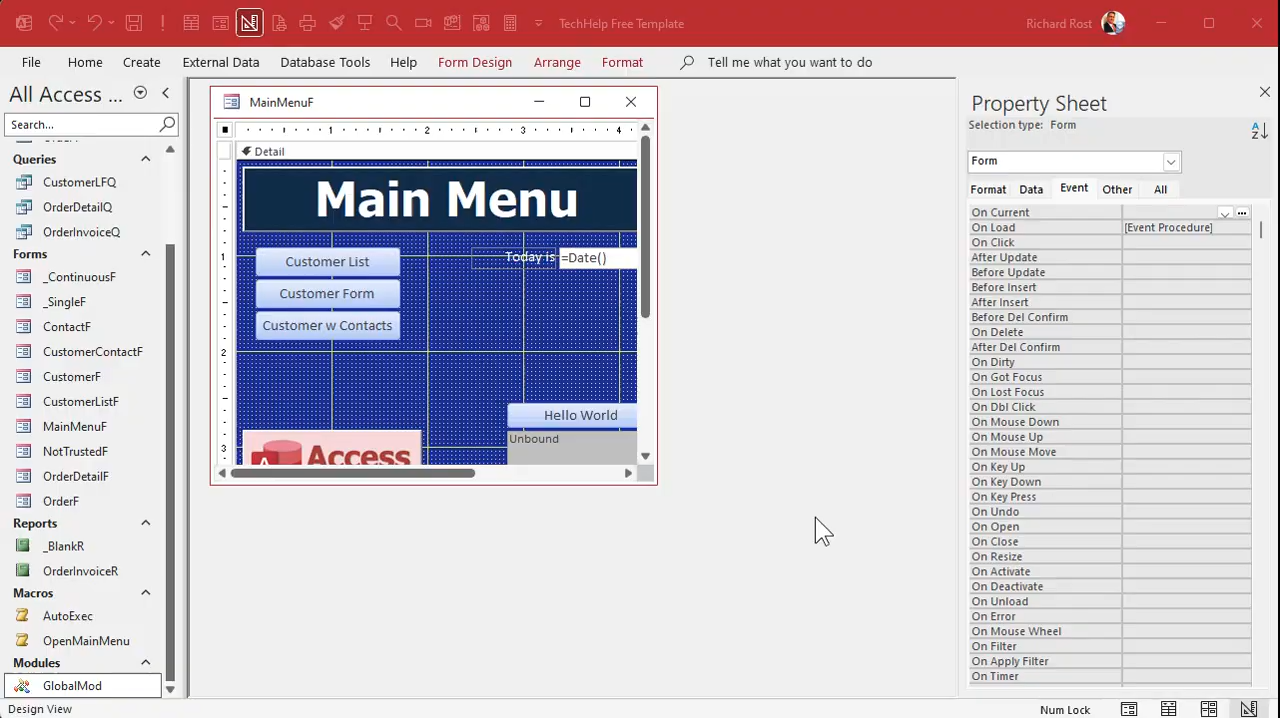 TechHelp Free Template
Richard Rost
File Home Create External Data Database Tools Help Form Design Arrange Format Tell me what you to do
All Access ...
Search...
Queries
CustomerLFQ
OrderDetailQ
OrderInvoiceQ
Forms
_ContinuousF
_SingleF
ContactF
CustomerContactF
CustomerF
CustomerListF
MainMenuF
NotTrustedF
OrderDetailF
OrderF
Reports
_BlankR
OrderInvoiceR
Macros
AutoExec
OpenMainMenu
Modules
GlobalMod
MainMenuF
1 2 3 4
Detail
Main Menu
1
Customer List
Today is =Date()
Customer Form
Customer w Contacts
2
Hello World
Unbound
3
Access
Property Sheet
Selection type: Form
Form
Format Data Event Other All
On Current
On Load [Event Procedure]
On Click
After Update
Before Update
Before Insert
After Insert
Before Del Confirm
On Delete
After Del Confirm
On Dirty
On Got Focus
On Lost Focus
On Dbl Click
On Mouse Down
On Mouse Up
On Mouse Move
On Key Up
On Key Down
On Key Press
On Undo
On Open
On Close
On Resize
On Activate
On Deactivate
On Unload
On Error
On Mouse Wheel
On Filter
On Apply Filter
On Timer
Design View
Num Lock